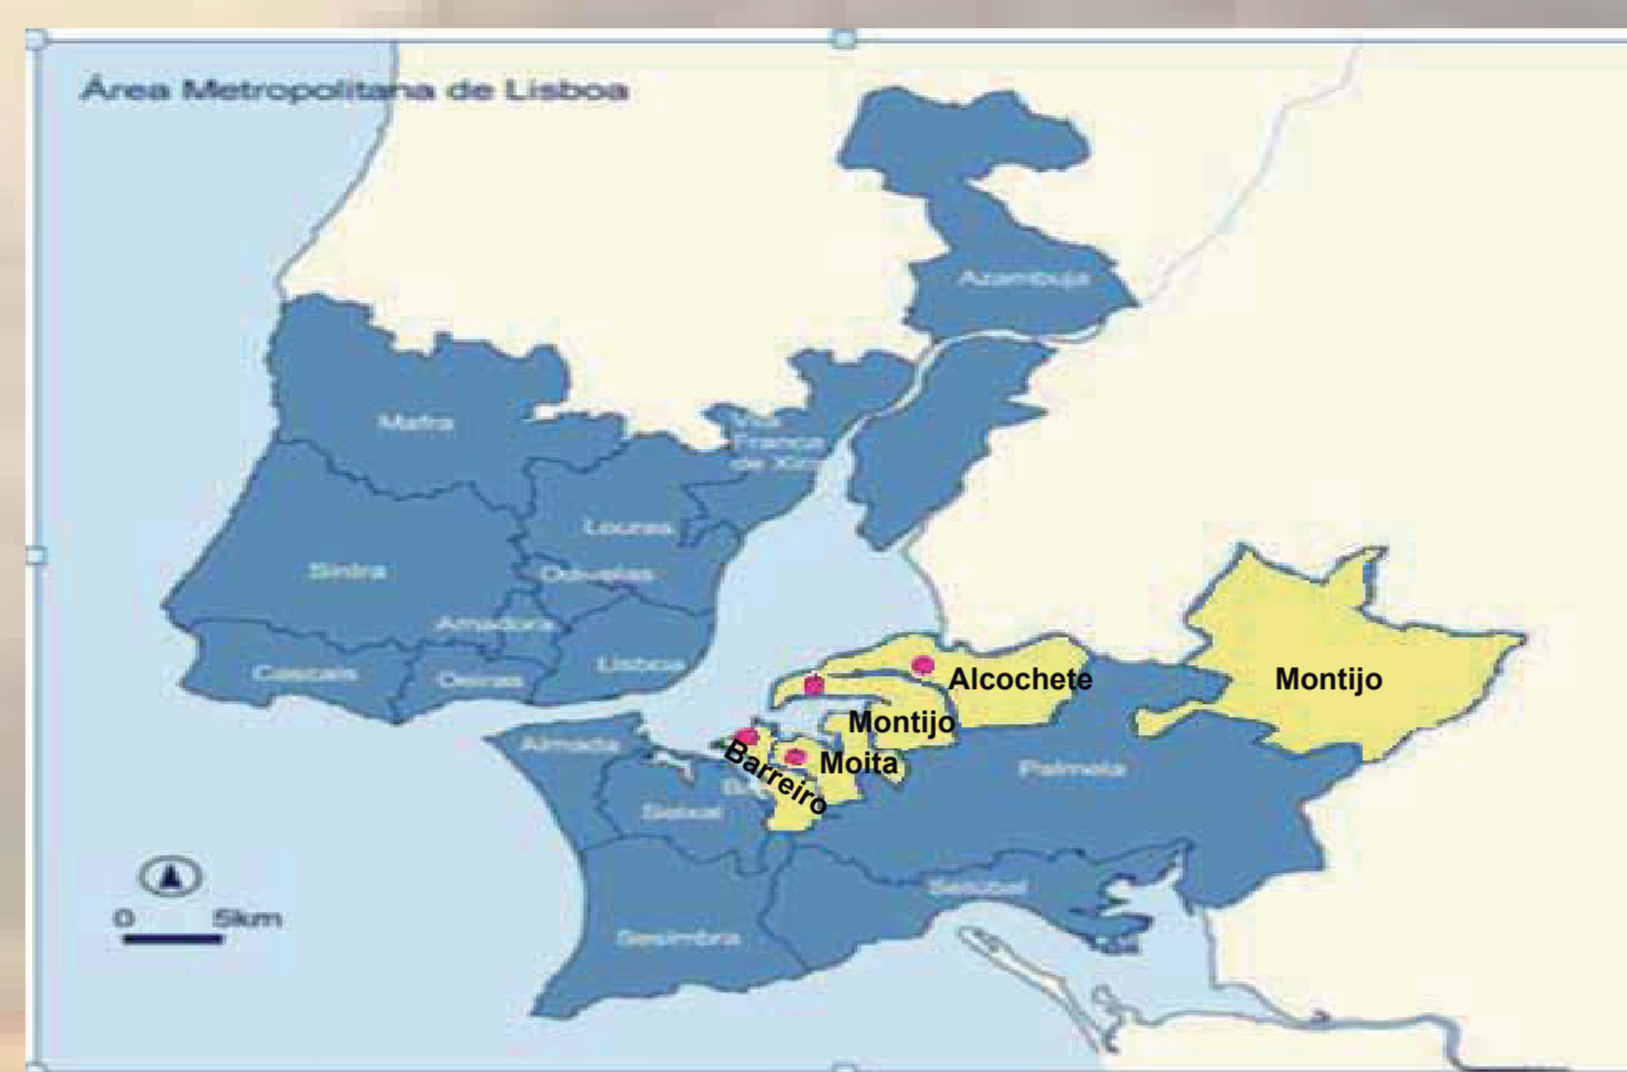 Área Metropolitana de Lisboa
Azambuja
Mafra
Vila
Franca
de Xira
Loures
Sintra
Odivelas
Amadora
Lisboa
Cascais
Oeiras
Alcochete
Montijo
Montijo
Almada
Barreiro
Moita
Palmela
Seixal
Setúbal
Sesimbra
0 5km